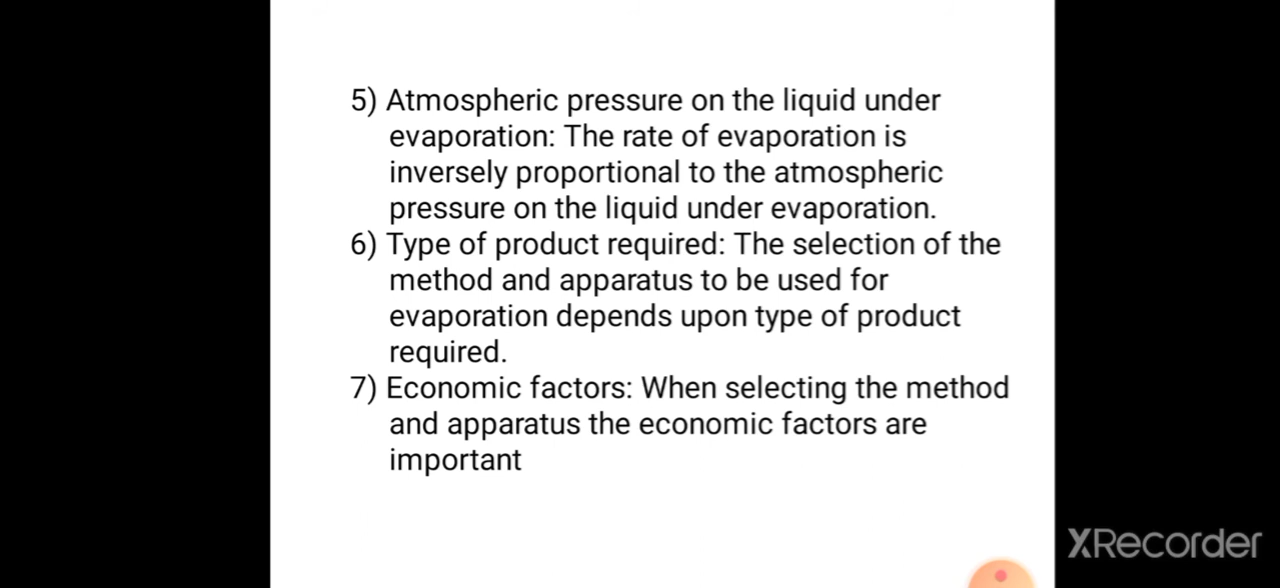 5) Atmospheric pressure on the liquid under
evaporation: The rate of evaporation is
inversely proportional to the atmospheric
pressure on the liquid under evaporation.
6) Type of product required: The selection of the
method and apparatus to be used for
evaporation depends upon type of product
required.
7) Economic factors: When selecting the method
and apparatus the economic factors are
important
XRecorder